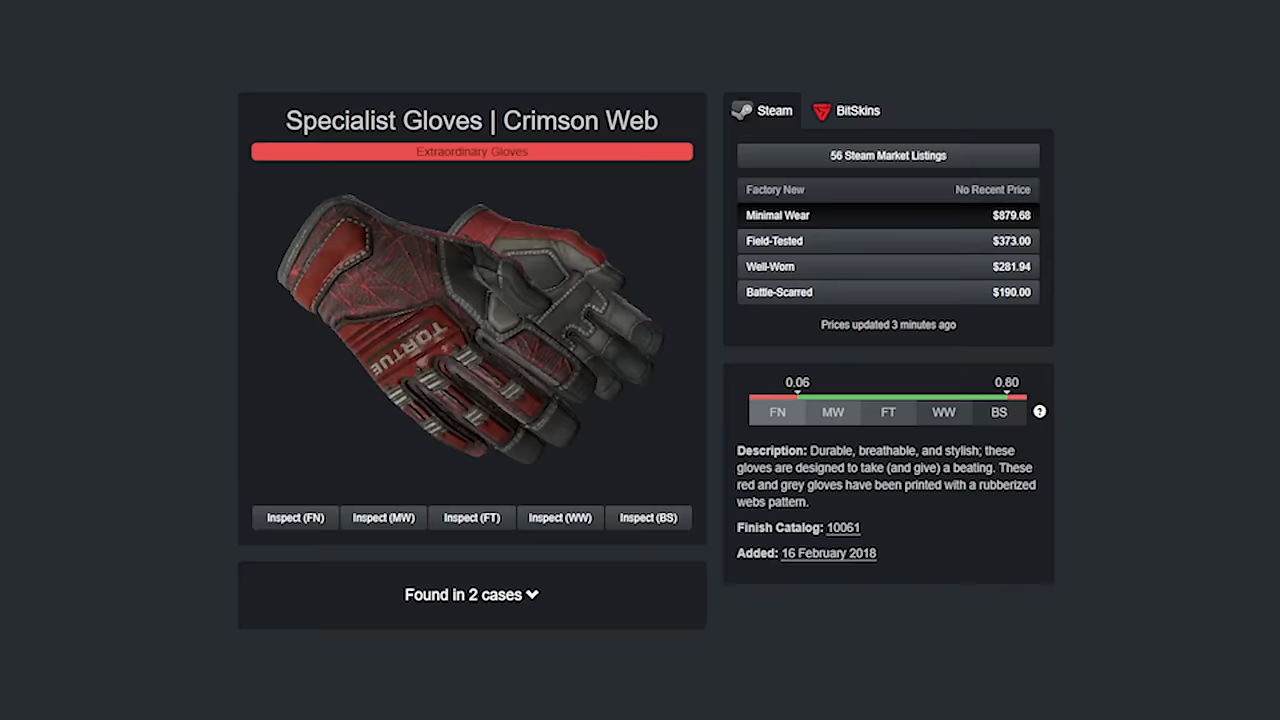 Specialist Gloves | Crimson Web
Extraordinary Gloves
TORTUE
Inspect (FN) Inspect (MW) Inspect (FT) Inspect (WW) Inspect (BS)
Found in 2 cases
Steam BitSkins
56 Steam Market Listings
Factory New No Recent Price
Minimal Wear $879.68
Field-Tested $373.00
Well-Worn $281.94
Battle-Scarred $190.00
Prices updated 3 minutes ago
0.06 0.80
FN MW FT WW BS ?
Description: Durable, breathable, and stylish; these
gloves are designed to take (and give) a beating. These
red and grey gloves have been printed with a rubberized
webs pattern.
Finish Catalog: 10061
Added: 16 February 2018